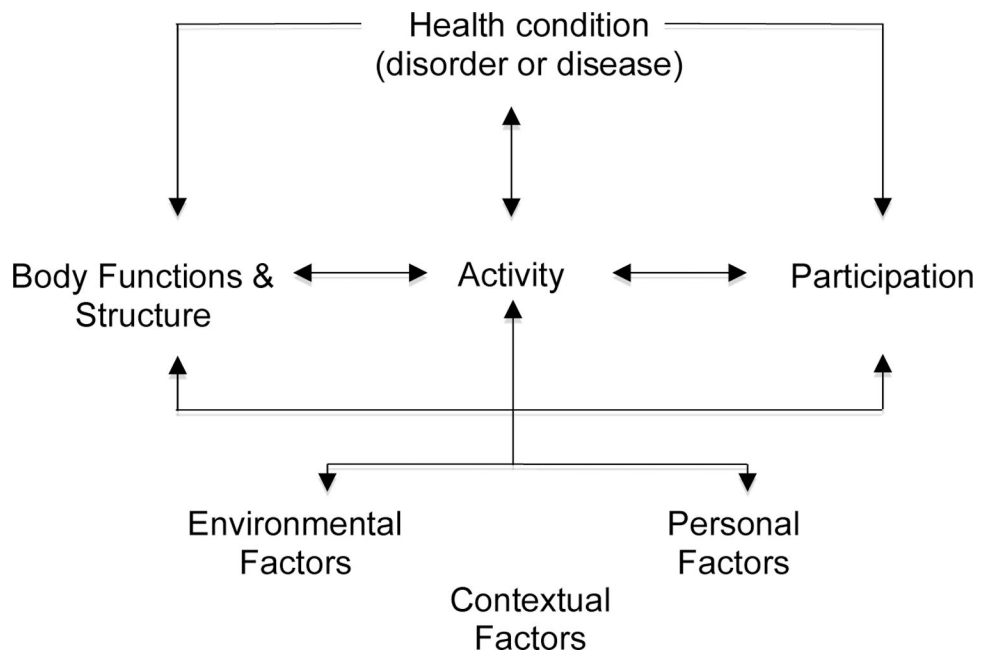 Health condition
(disorder or disease)
Body Functions &
Structure
Activity
Participation
Environmental
Factors
Personal
Factors
Contextual
Factors